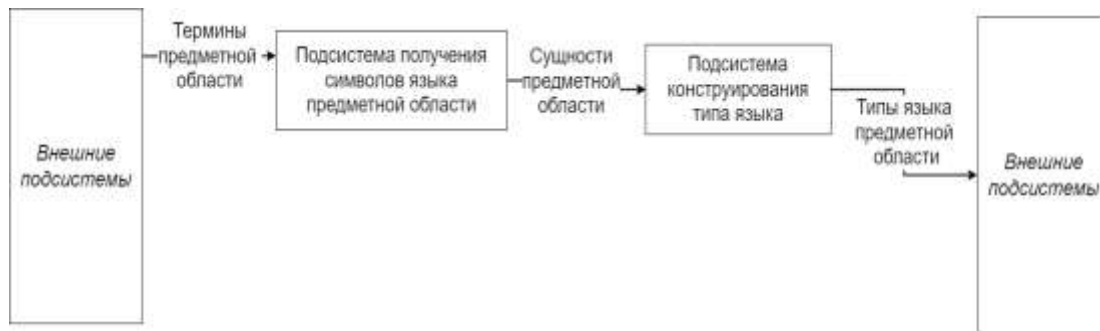 Внешние
подсистемы
Термины
предметной
области
Подсистема получения
символов языка
предметной области
Сущности
предметной
области
Подсистема
конструирования
типа языка
Типы языка
предметной
области
Внешние
подсистемы